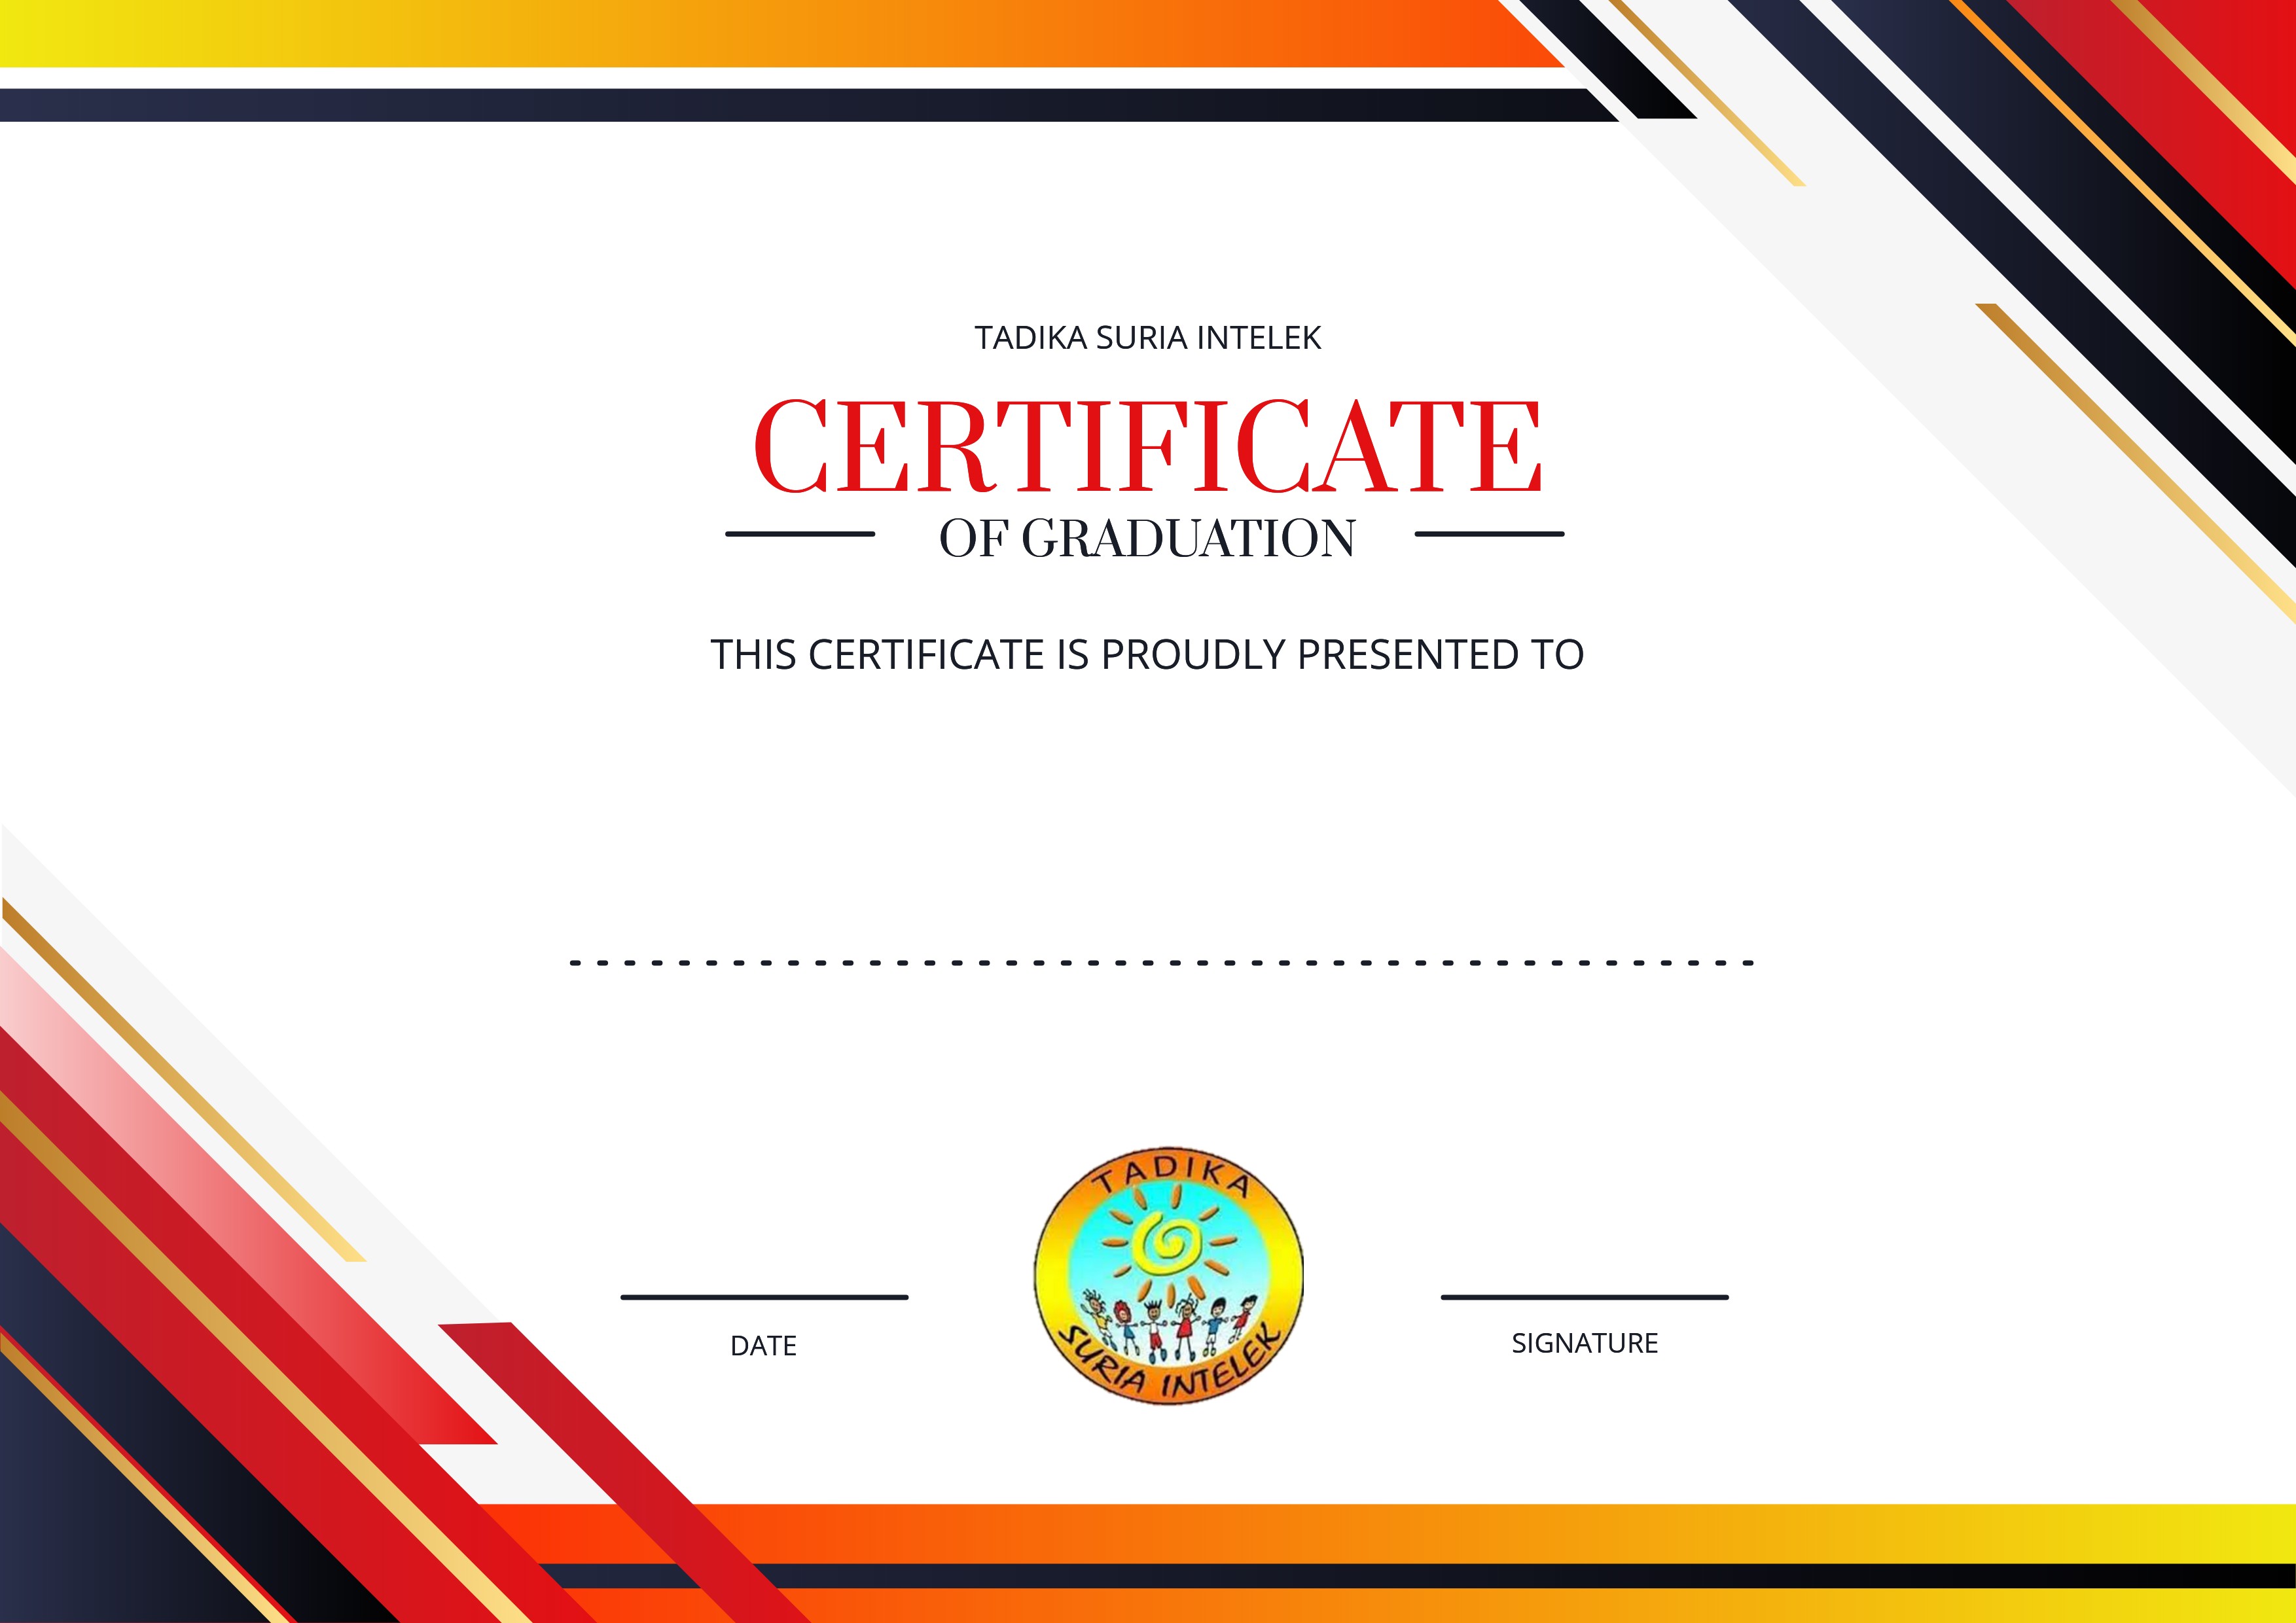 TADIKA SURIA INTELEK
CERTIFICATE
OF GRADUATION
THIS CERTIFICATE IS PROUDLY PRESENTED TO
TADIKA
SURIA INTELEK
DATE
SIGNATURE